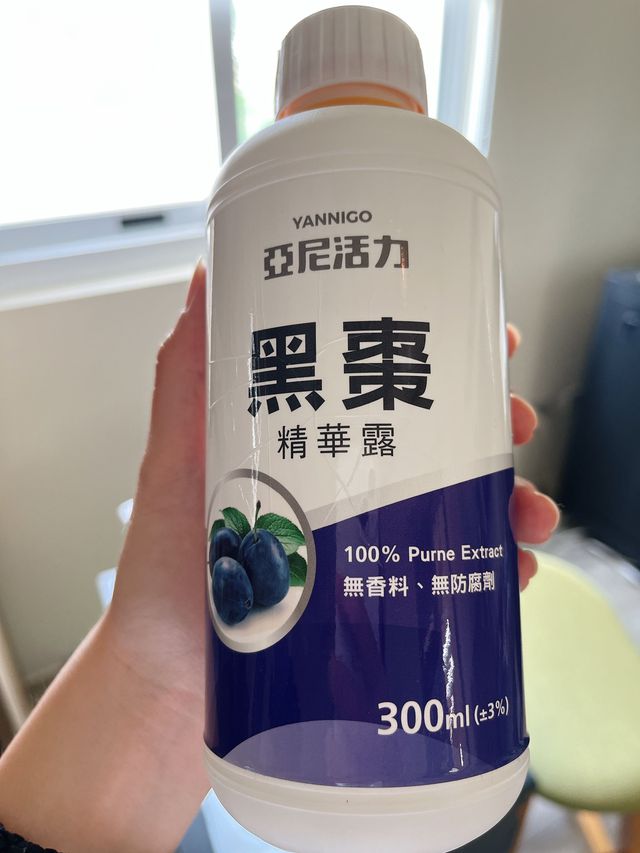 YANNIGO
亞尼活力
黑棗
精華露
100% Purne Extract
無香料、無防腐劑
300ml (±3%)